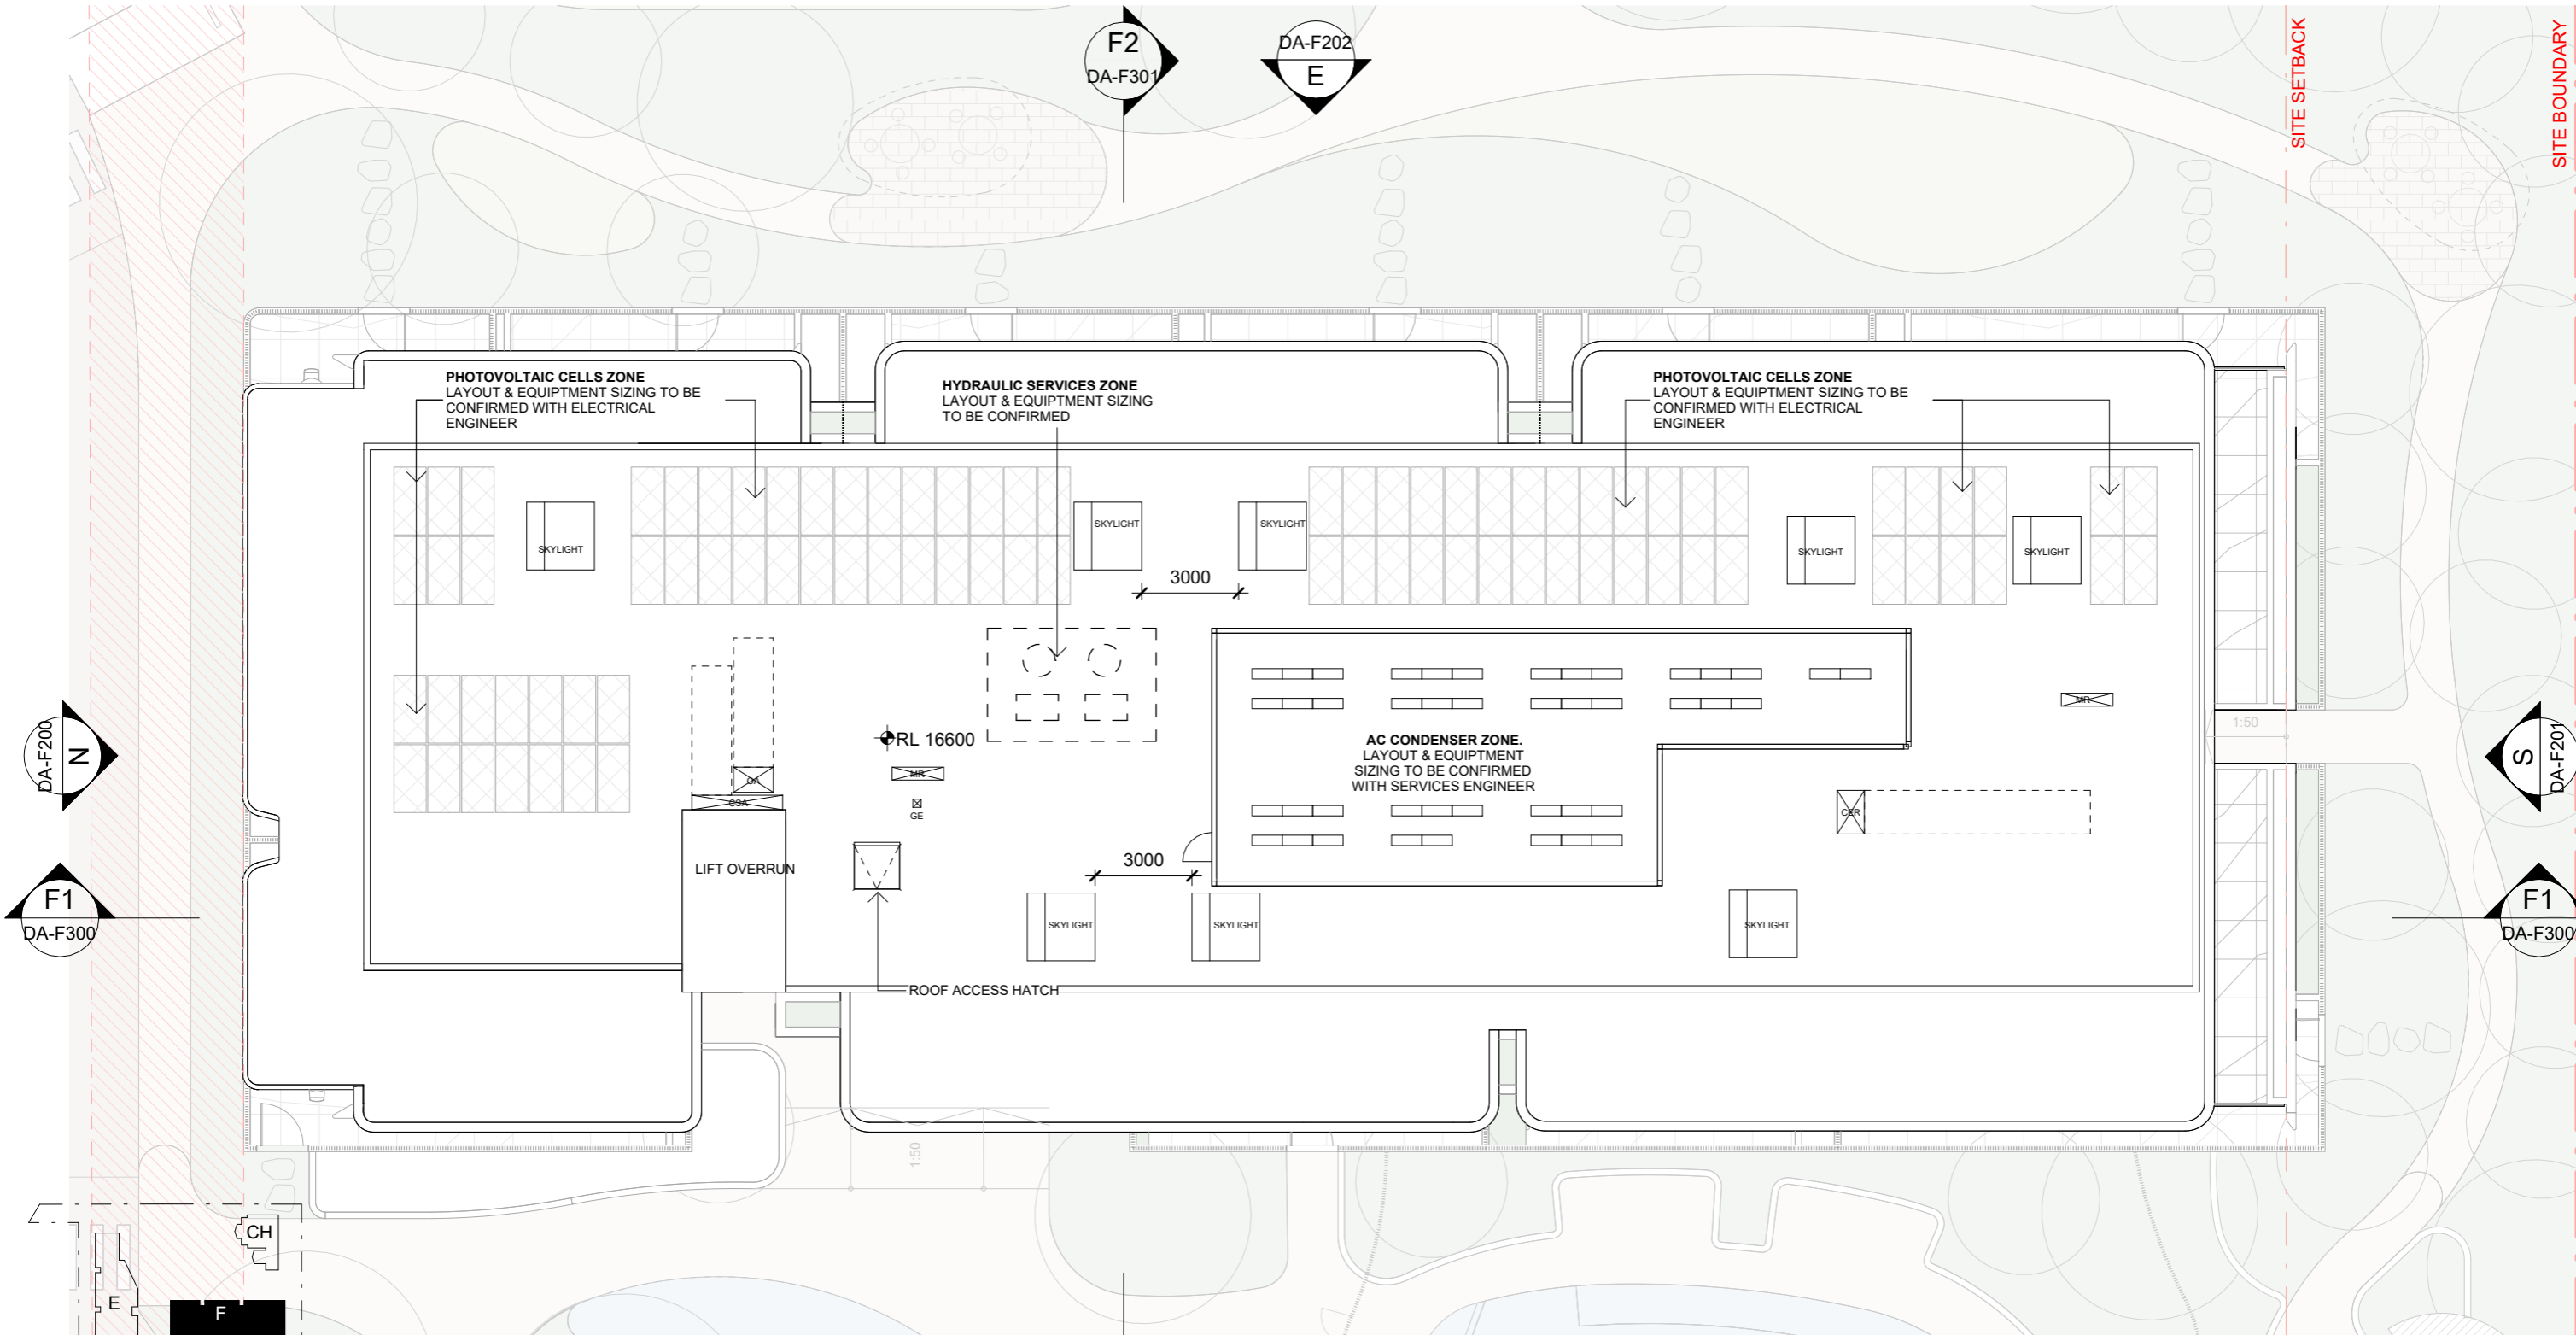 F2
DA-F301
DA-F202
E
SITE SETBACK
SITE BOUNDARY
PHOTOVOLTAIC CELLS ZONE
LAYOUT & EQUIPTMENT SIZING TO BE
CONFIRMED WITH ELECTRICAL
ENGINEER
HYDRAULIC SERVICES ZONE
LAYOUT & EQUIPTMENT SIZING
TO BE CONFIRMED
PHOTOVOLTAIC CELLS ZONE
LAYOUT & EQUIPTMENT SIZING TO BE
CONFIRMED WITH ELECTRICAL
ENGINEER
SKYLIGHT
SKYLIGHT
SKYLIGHT
SKYLIGHT
SKYLIGHT
3000
DA-F200
N
RL 16600
MR
GE
OA
CSA
AC CONDENSER ZONE.
LAYOUT & EQUIPTMENT
SIZING TO BE CONFIRMED
WITH SERVICES ENGINEER
MR
CER
1:50
S
DA-F201
LIFT OVERRUN
3000
F1
DA-F300
SKYLIGHT
SKYLIGHT
SKYLIGHT
F1
DA-F300
ROOF ACCESS HATCH
1:50
CH
E
F